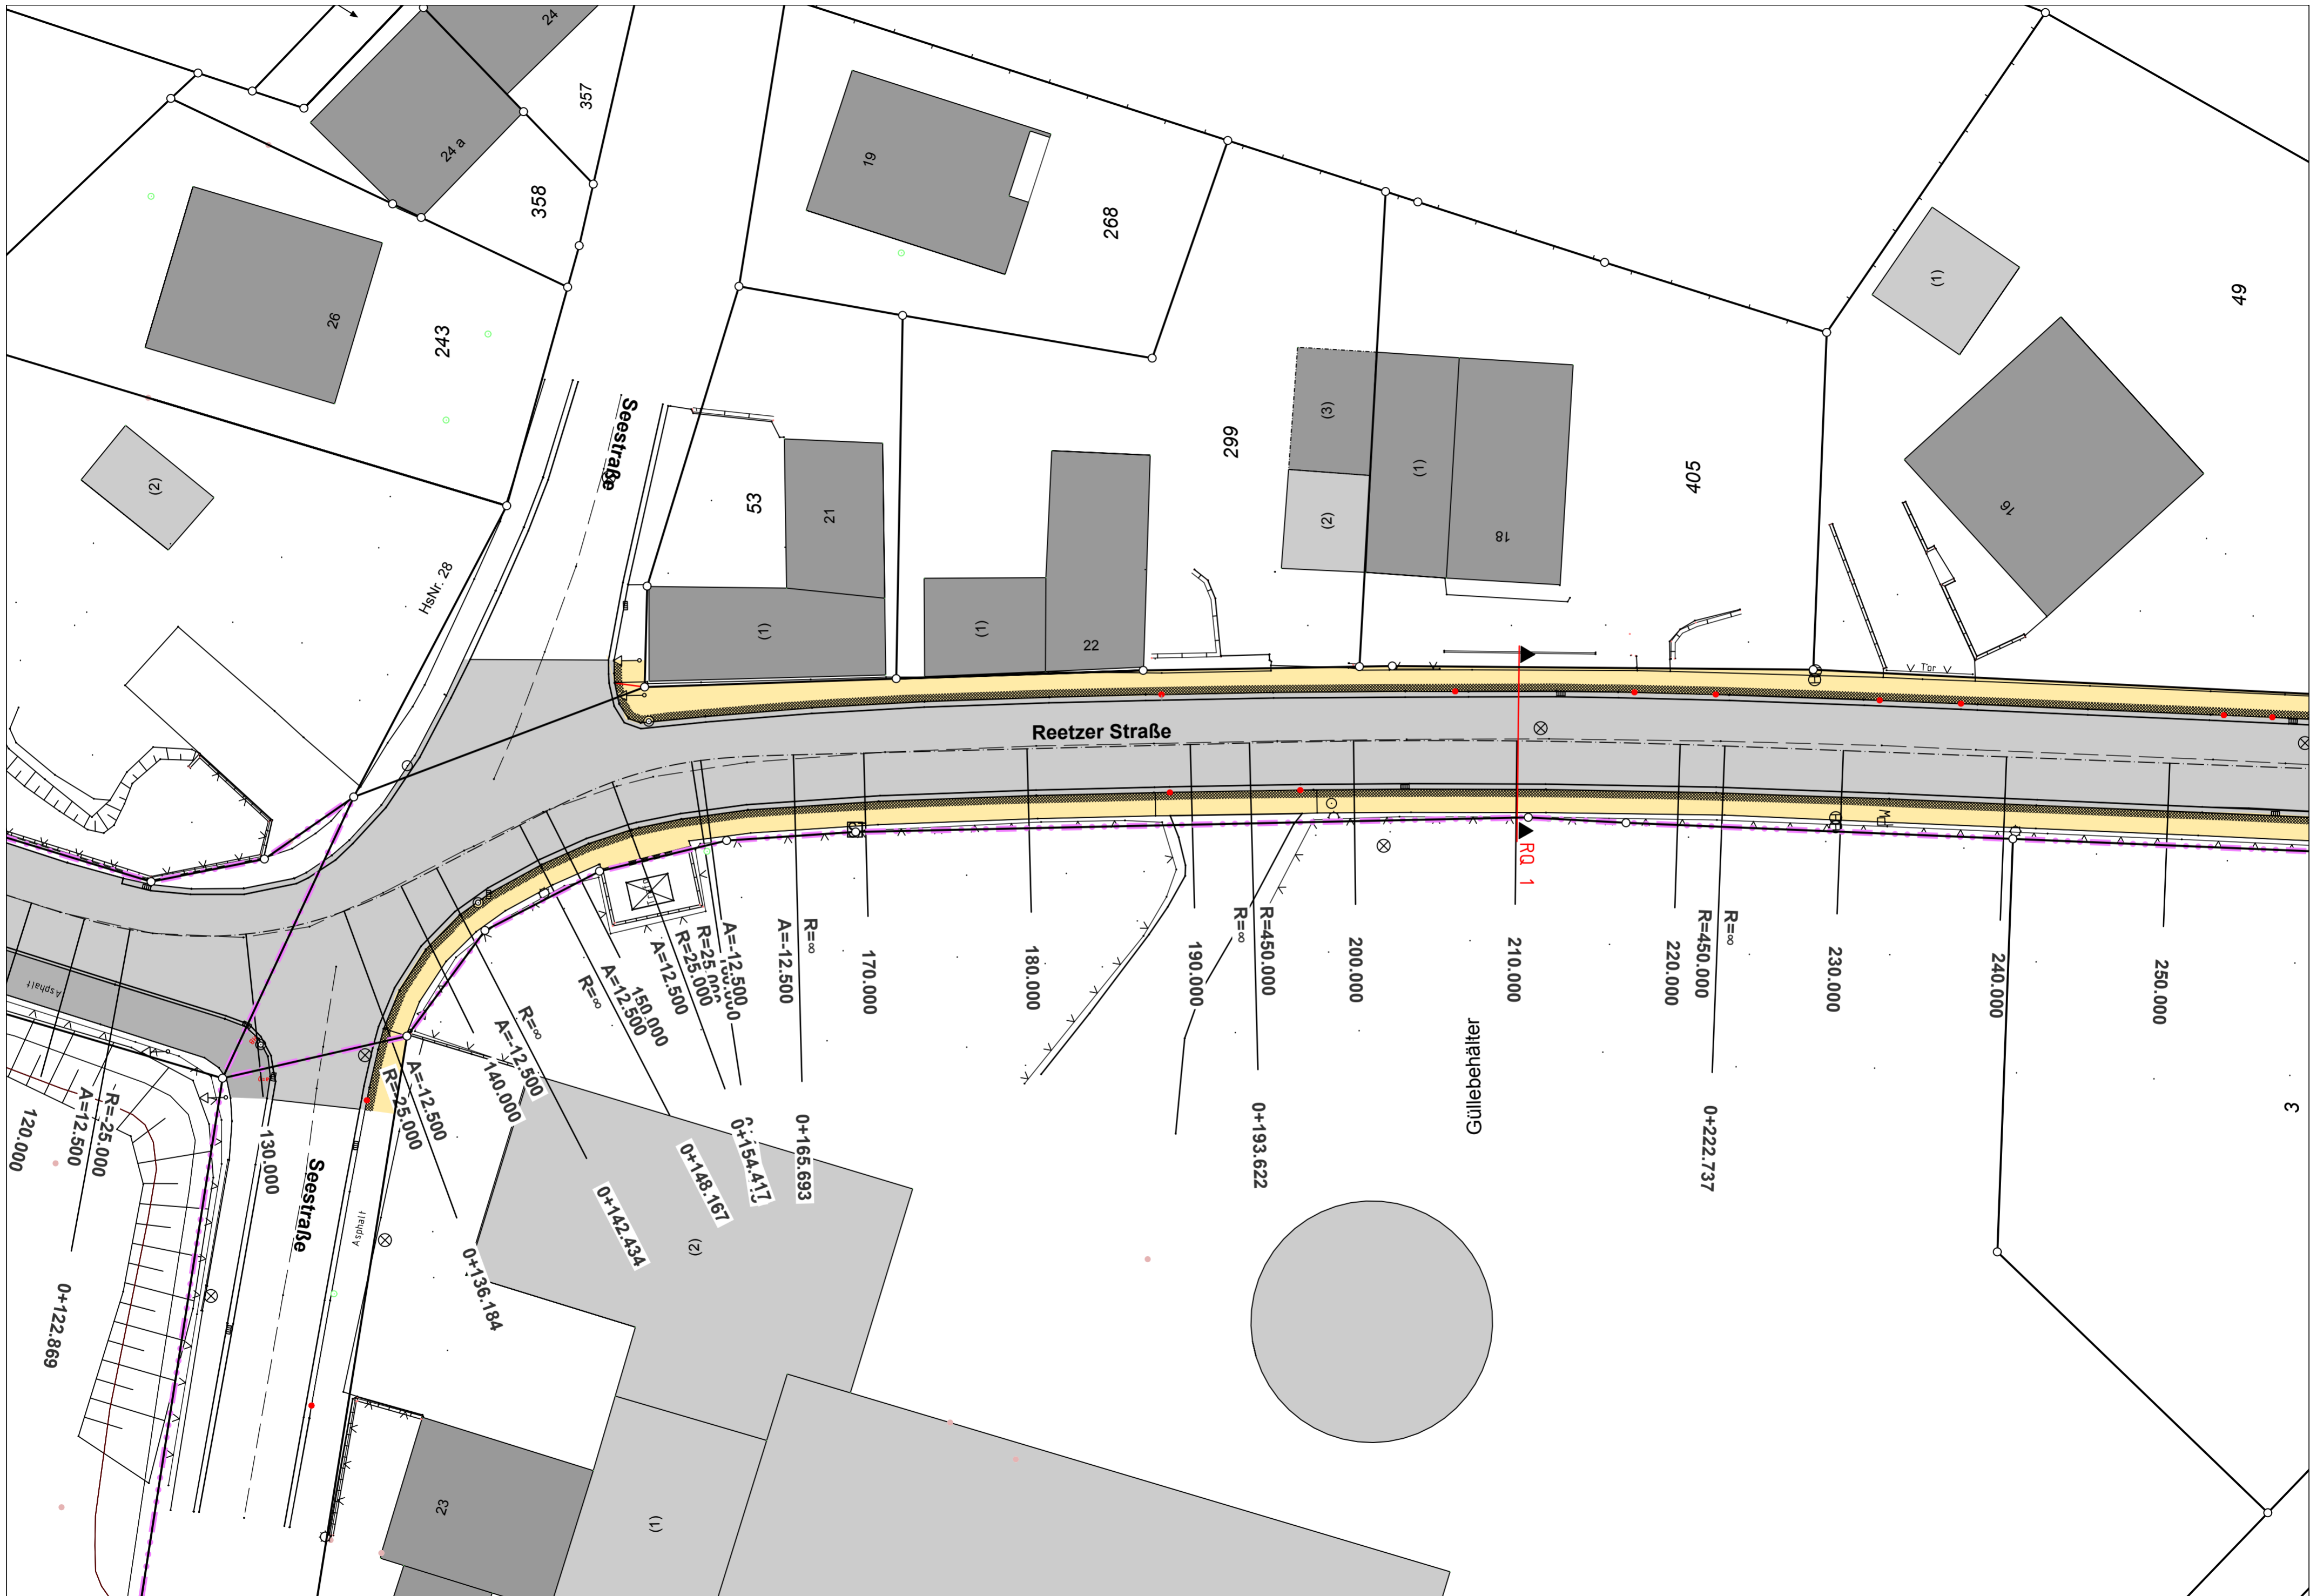 24
357
24 a
358
19
268
26
243
(2)
HsNr. 28
Seestraße
53
21
(1)
299
(1)
22
(3)
(2)
(1)
18
405
(1)
49
16
Tor
Reetzer Straße
RQ 1
Asphalt
120.000
R=-25.000
A=12.500
0+122.869
130.000
Seestraße
Asphalt
A=-12.500
R=-25.000
0+136.184
140.000
R=∞
A=-12.500
0+142.434
A=12.500
R=∞
0+148.167
150.000
A=12.500
R=25.000
A=-12.500
R=25.000
0+154.417
R=∞
A=-12.500
0+165.693
170.000
180.000
190.000
R=450.000
R=∞
0+193.622
200.000
210.000
220.000
R=∞
R=450.000
0+222.737
230.000
240.000
250.000
Güllebehälter
3
(2)
23
(1)